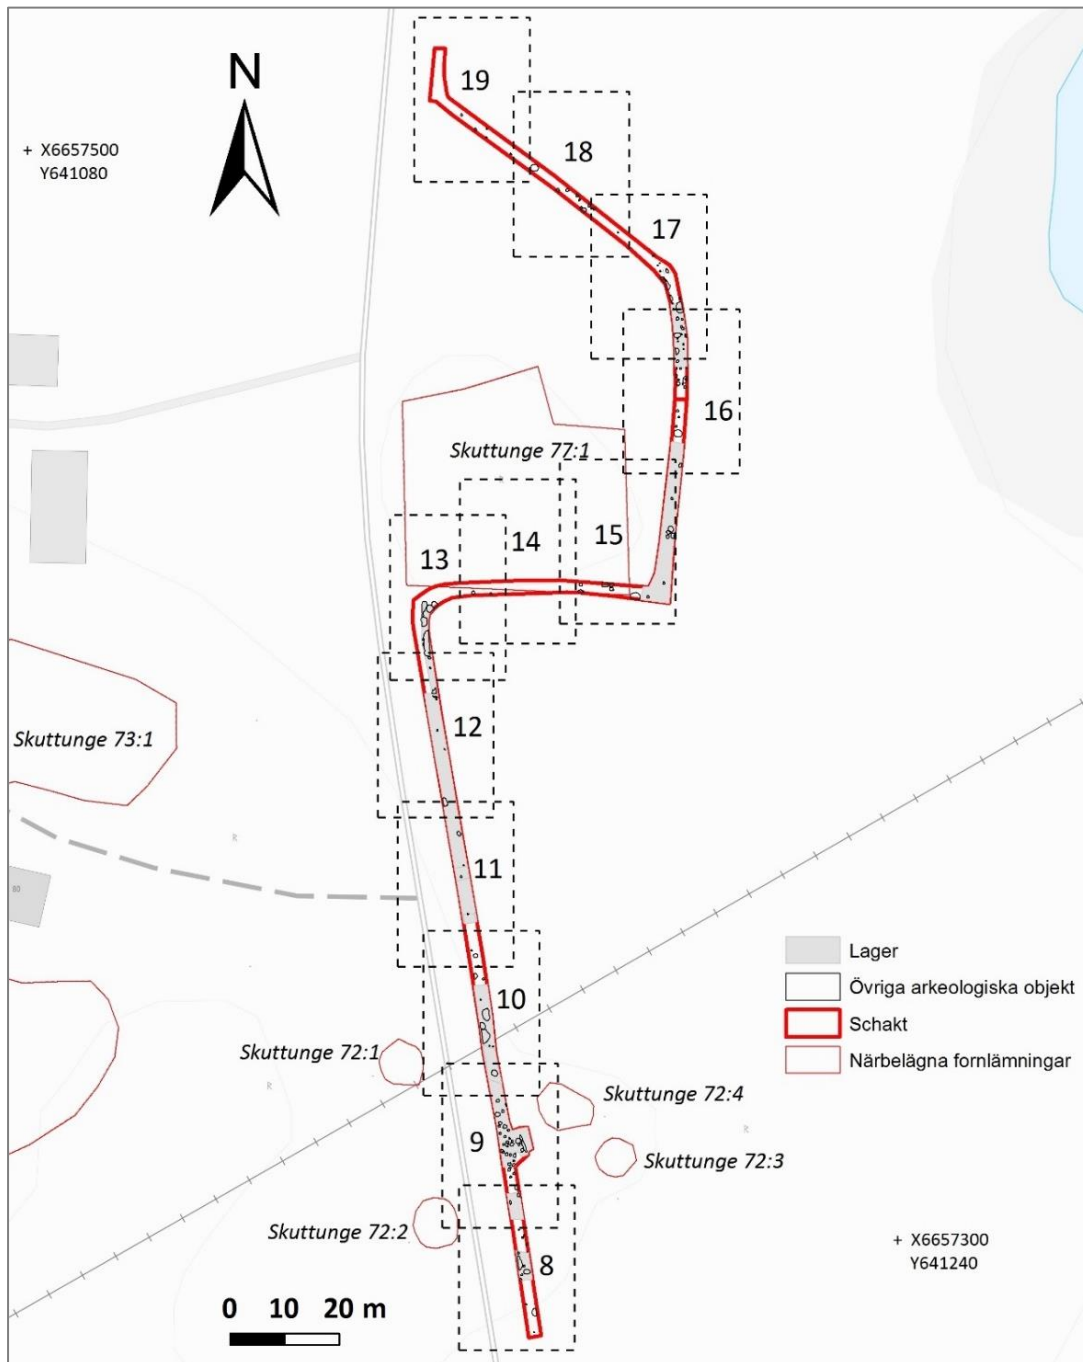 N
+ X6657500
Y641080
19
18
17
16
Skuttunge 77:1
15
14
13
12
Skuttunge 73:1
11
10
Lager
Övriga arkeologiska objekt
Schakt
Närbelägna fornlämningar
Skuttunge 72:1
Skuttunge 72:4
9
Skuttunge 72:3
Skuttunge 72:2
8
+ X6657300
Y641240
0 10 20 m